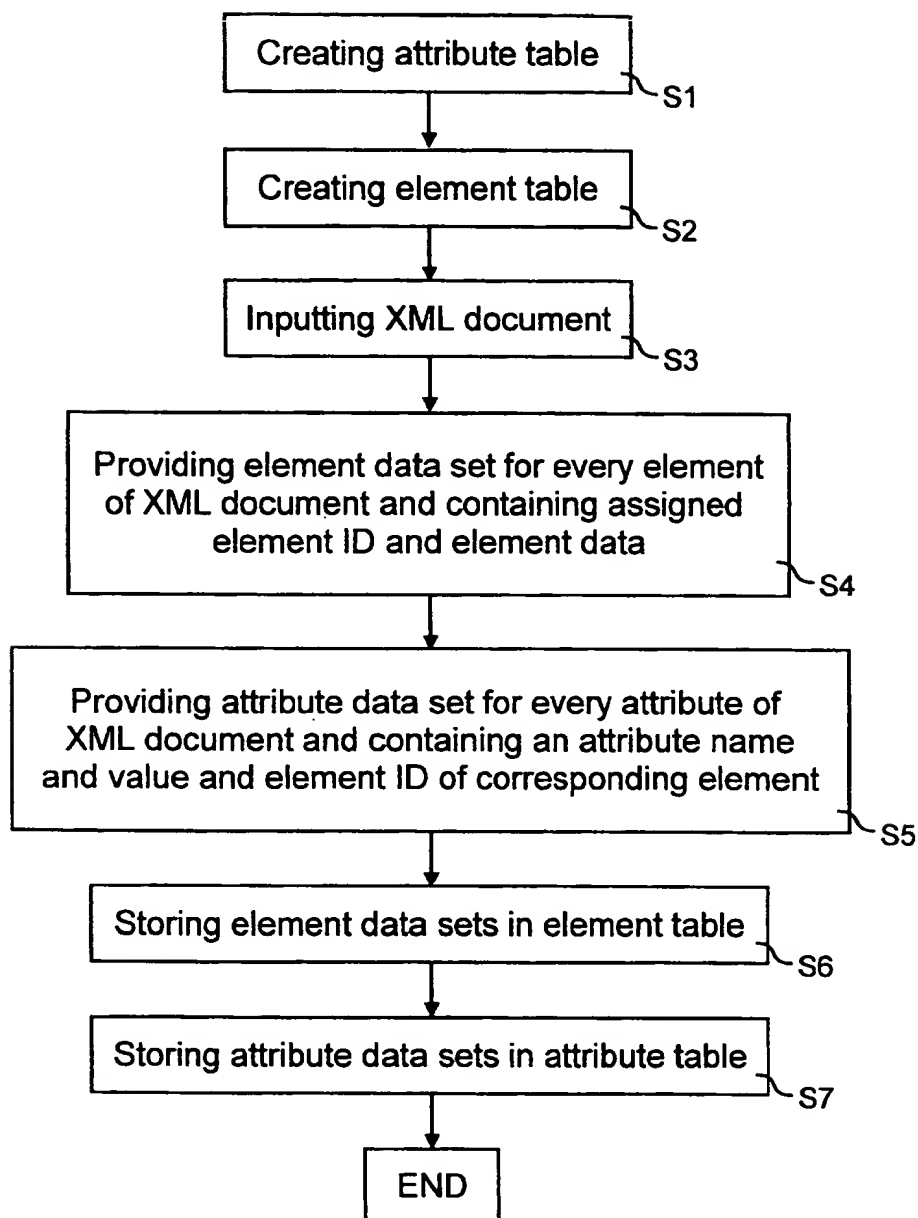 Creating attribute table
S1
Creating element table
S2
Inputting XML document
S3
Providing element data set for every element
of XML document and containing assigned
element ID and element data
S4
Providing attribute data set for every attribute of
XML document and containing an attribute name
and value and element ID of corresponding element
S5
Storing element data sets in element table
S6
Storing attribute data sets in attribute table
S7
END